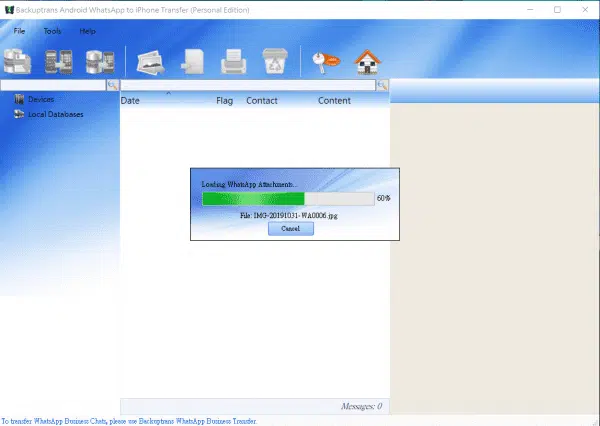 Backuptrans Android WhatsApp to iPhone Transfer (Personal Edition)
File Tools Help
Devices
Local Databases
Date Flag Contact Content
Loading WhatsApp Attachments...
60%
File: IMG-20191031-WA0006.jpg
Cancel
Messages: 0
To transfer WhatsApp Business Chats, please use Backuptrans WhatsApp Business Transfer.